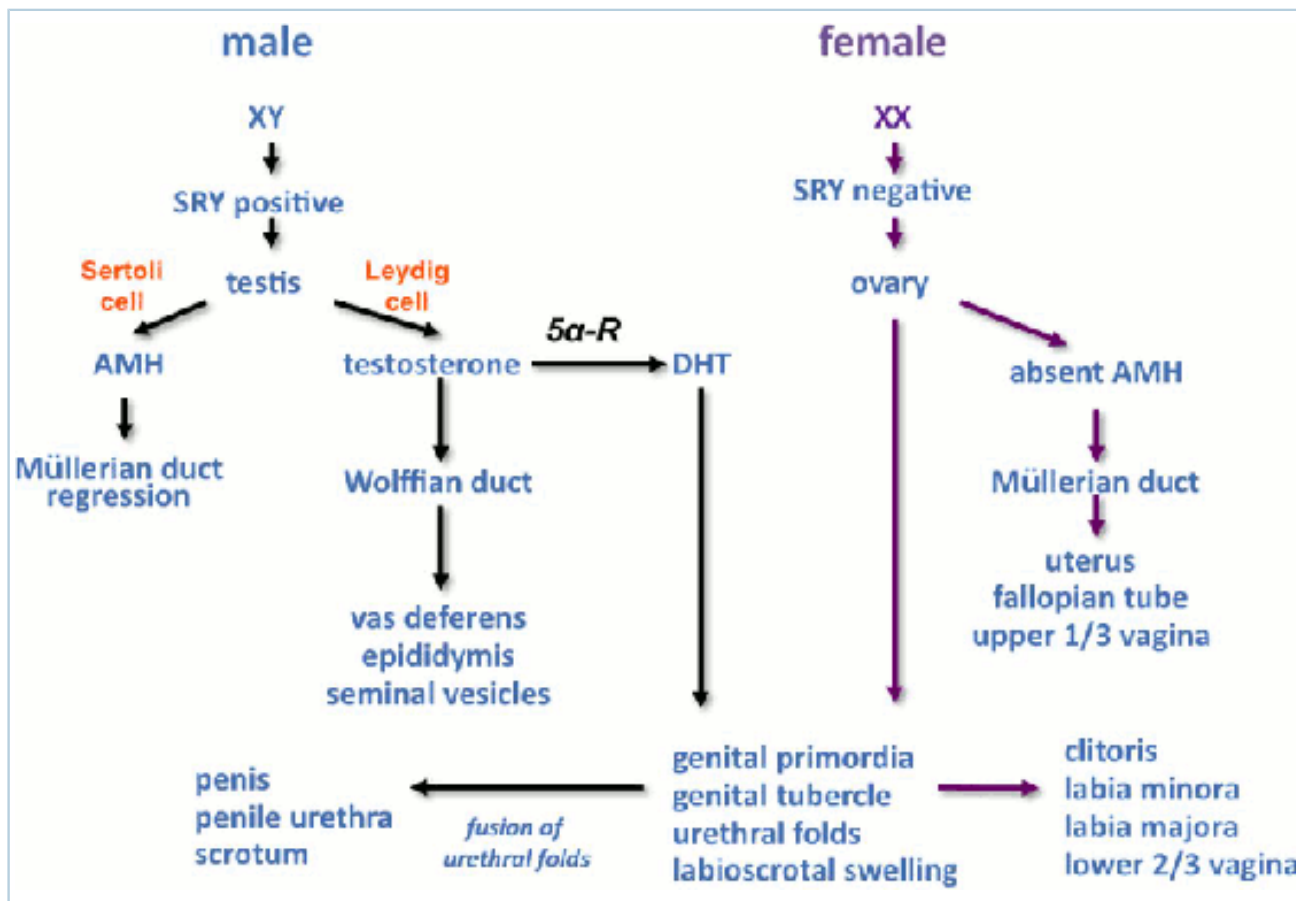 male
female
XY
XX
SRY positive
SRY negative
Sertoli
cell
testis
Leydig
cell
ovary
AMH
testosterone
5α-R
DHT
absent AMH
Müllerian duct
regression
Wolffian duct
Müllerian duct
vas deferens
epididymis
seminal vesicles
uterus
fallopian tube
upper 1/3 vagina
penis
penile urethra
scrotum
fusion of
urethral folds
genital primordia
genital tubercle
urethral folds
labioscrotal swelling
clitoris
labia minora
labia majora
lower 2/3 vagina